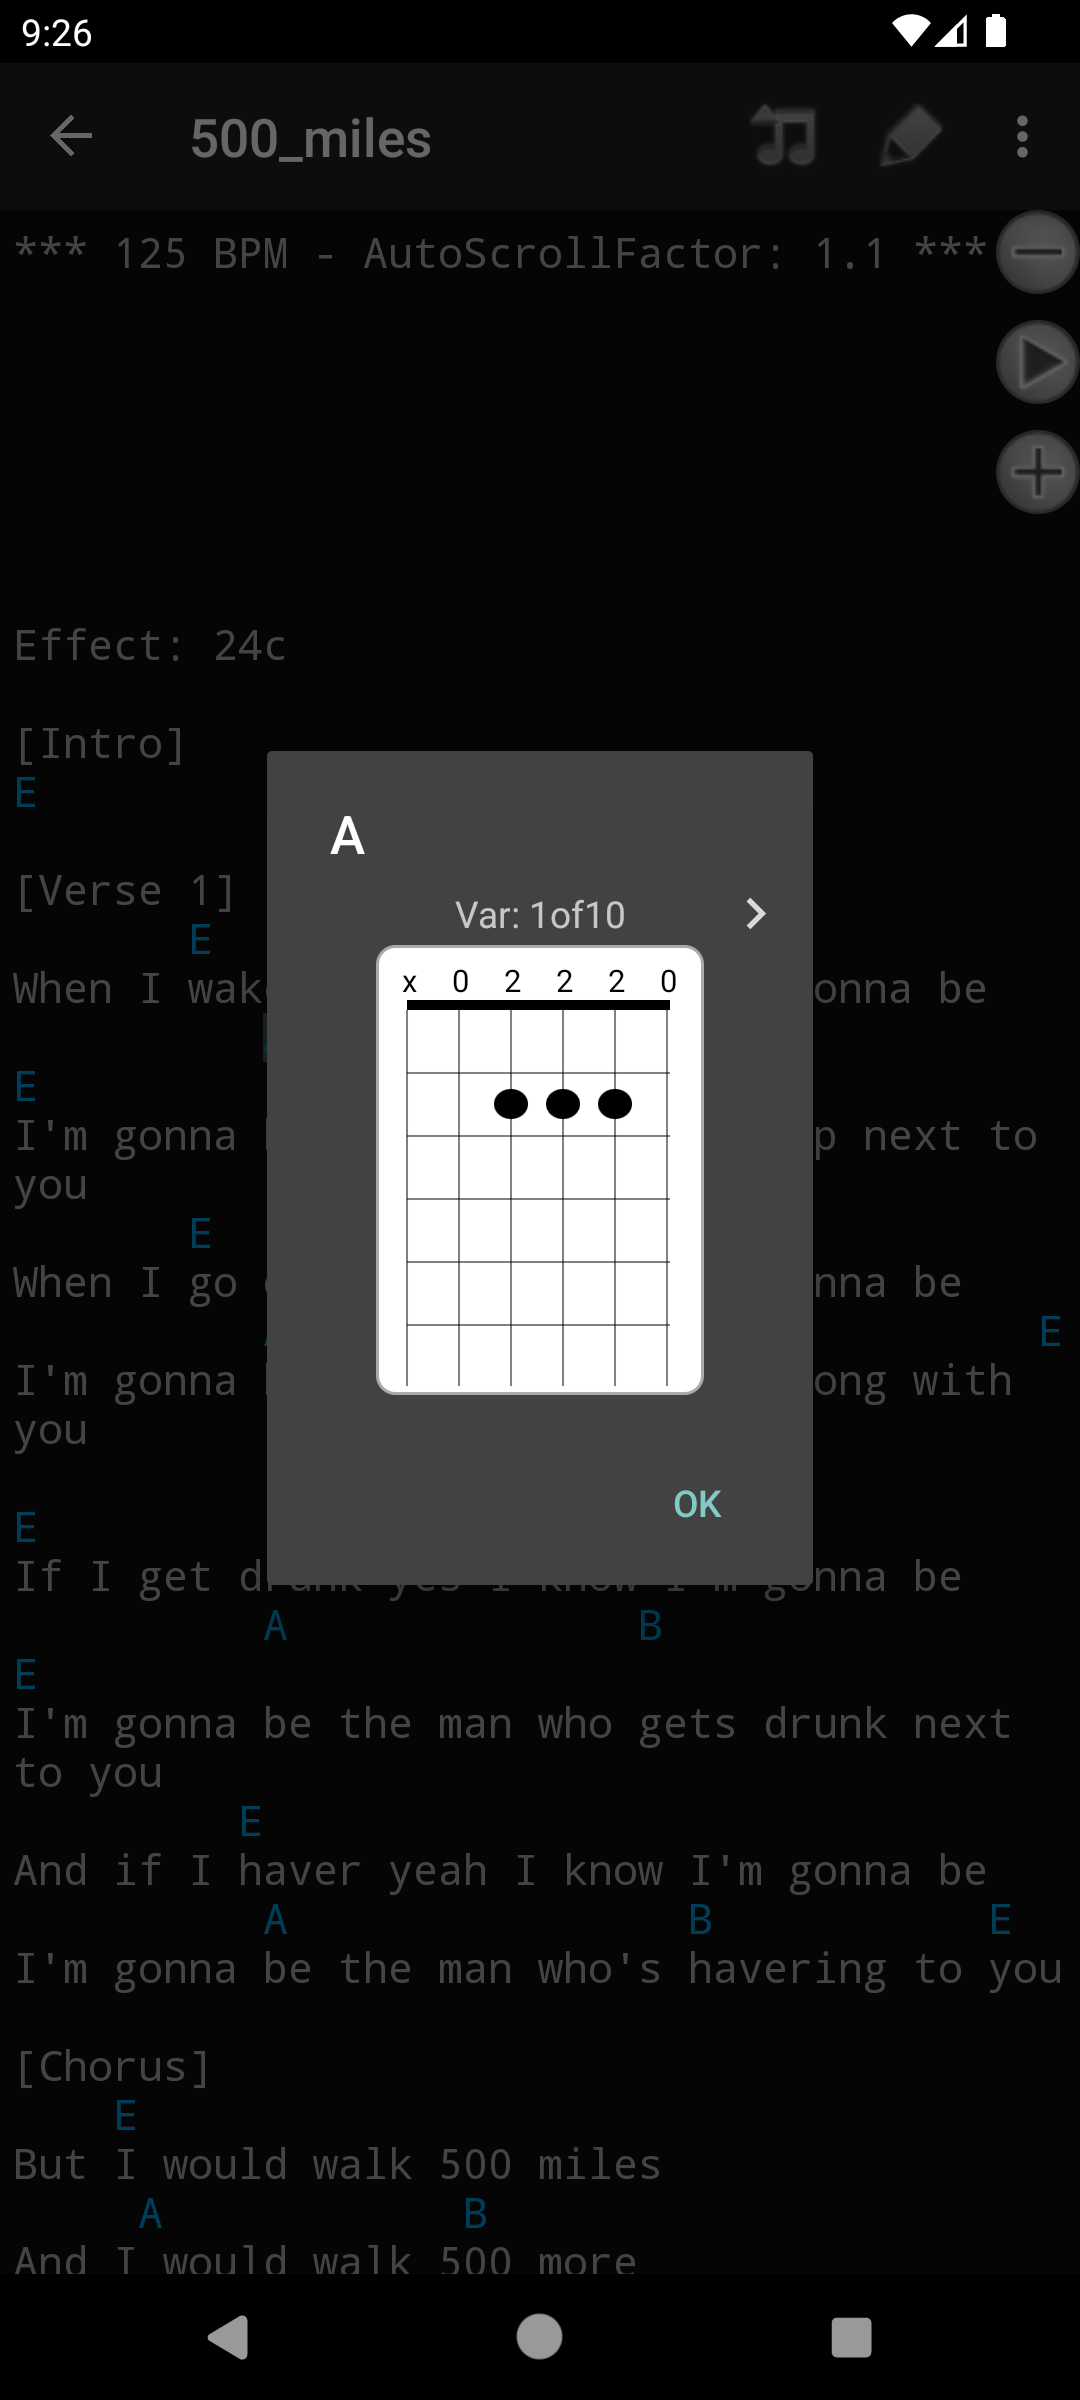 9:26
500_miles
*** 125 BPM - AutoScrollFactor: 1.1 ***
Effect: 24c
[Intro]
E
[Verse 1]
E
When I wak onna be
E
I'm gonna p next to
you
E
When I go nna be
E
I'm gonna ong with
you
E
If I get drunk yes I know I'm gonna be
A B
E
I'm gonna be the man who gets drunk next
to you
E
And if I haver yeah I know I'm gonna be
A B E
I'm gonna be the man who's havering to you
[Chorus]
E
But I would walk 500 miles
A B
And I would walk 500 more
A
Var: 1of10
x 0 2 2 2 0
OK